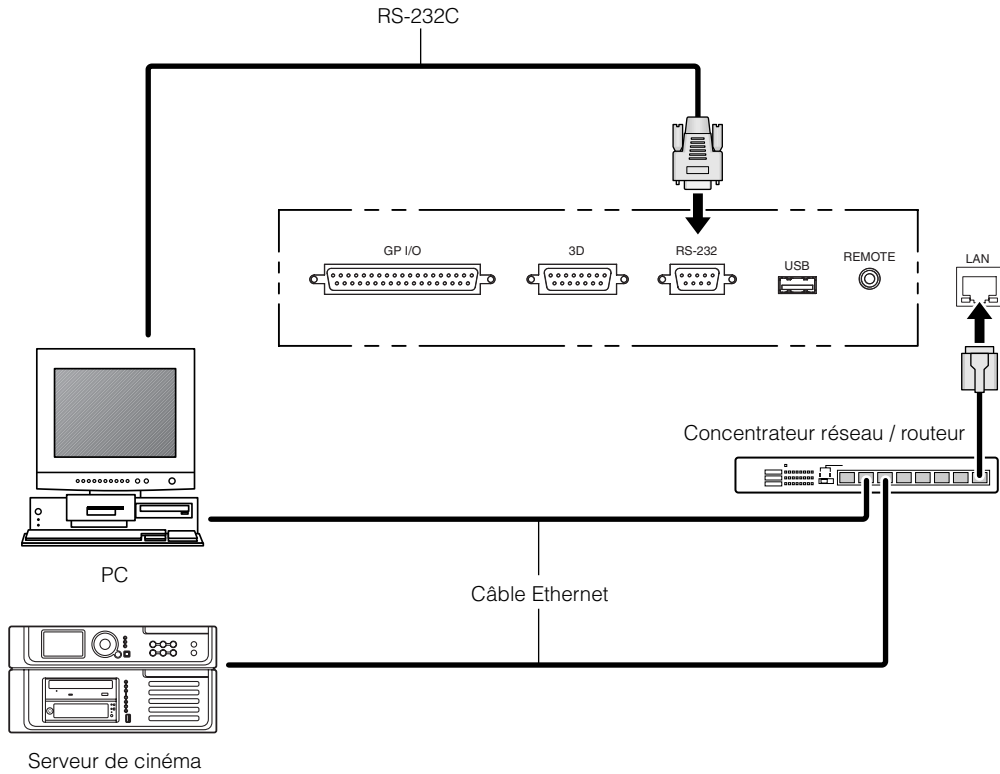 RS-232C
GP I/O
3D
RS-232
USB
REMOTE
LAN
Concentrateur réseau / routeur
PC
Câble Ethernet
Serveur de cinéma